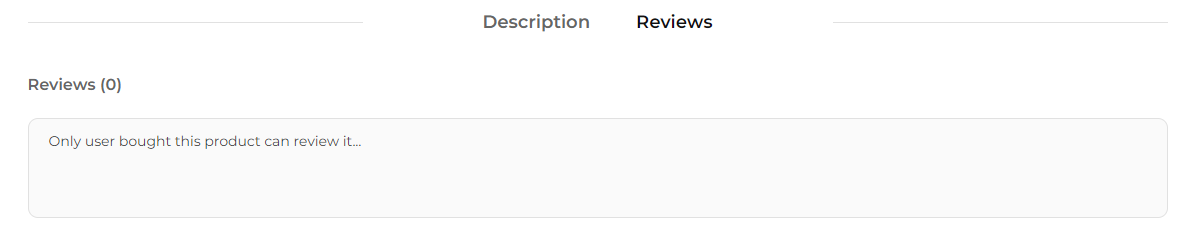 Description Reviews
Reviews (0)
Only user bought this product can review it...